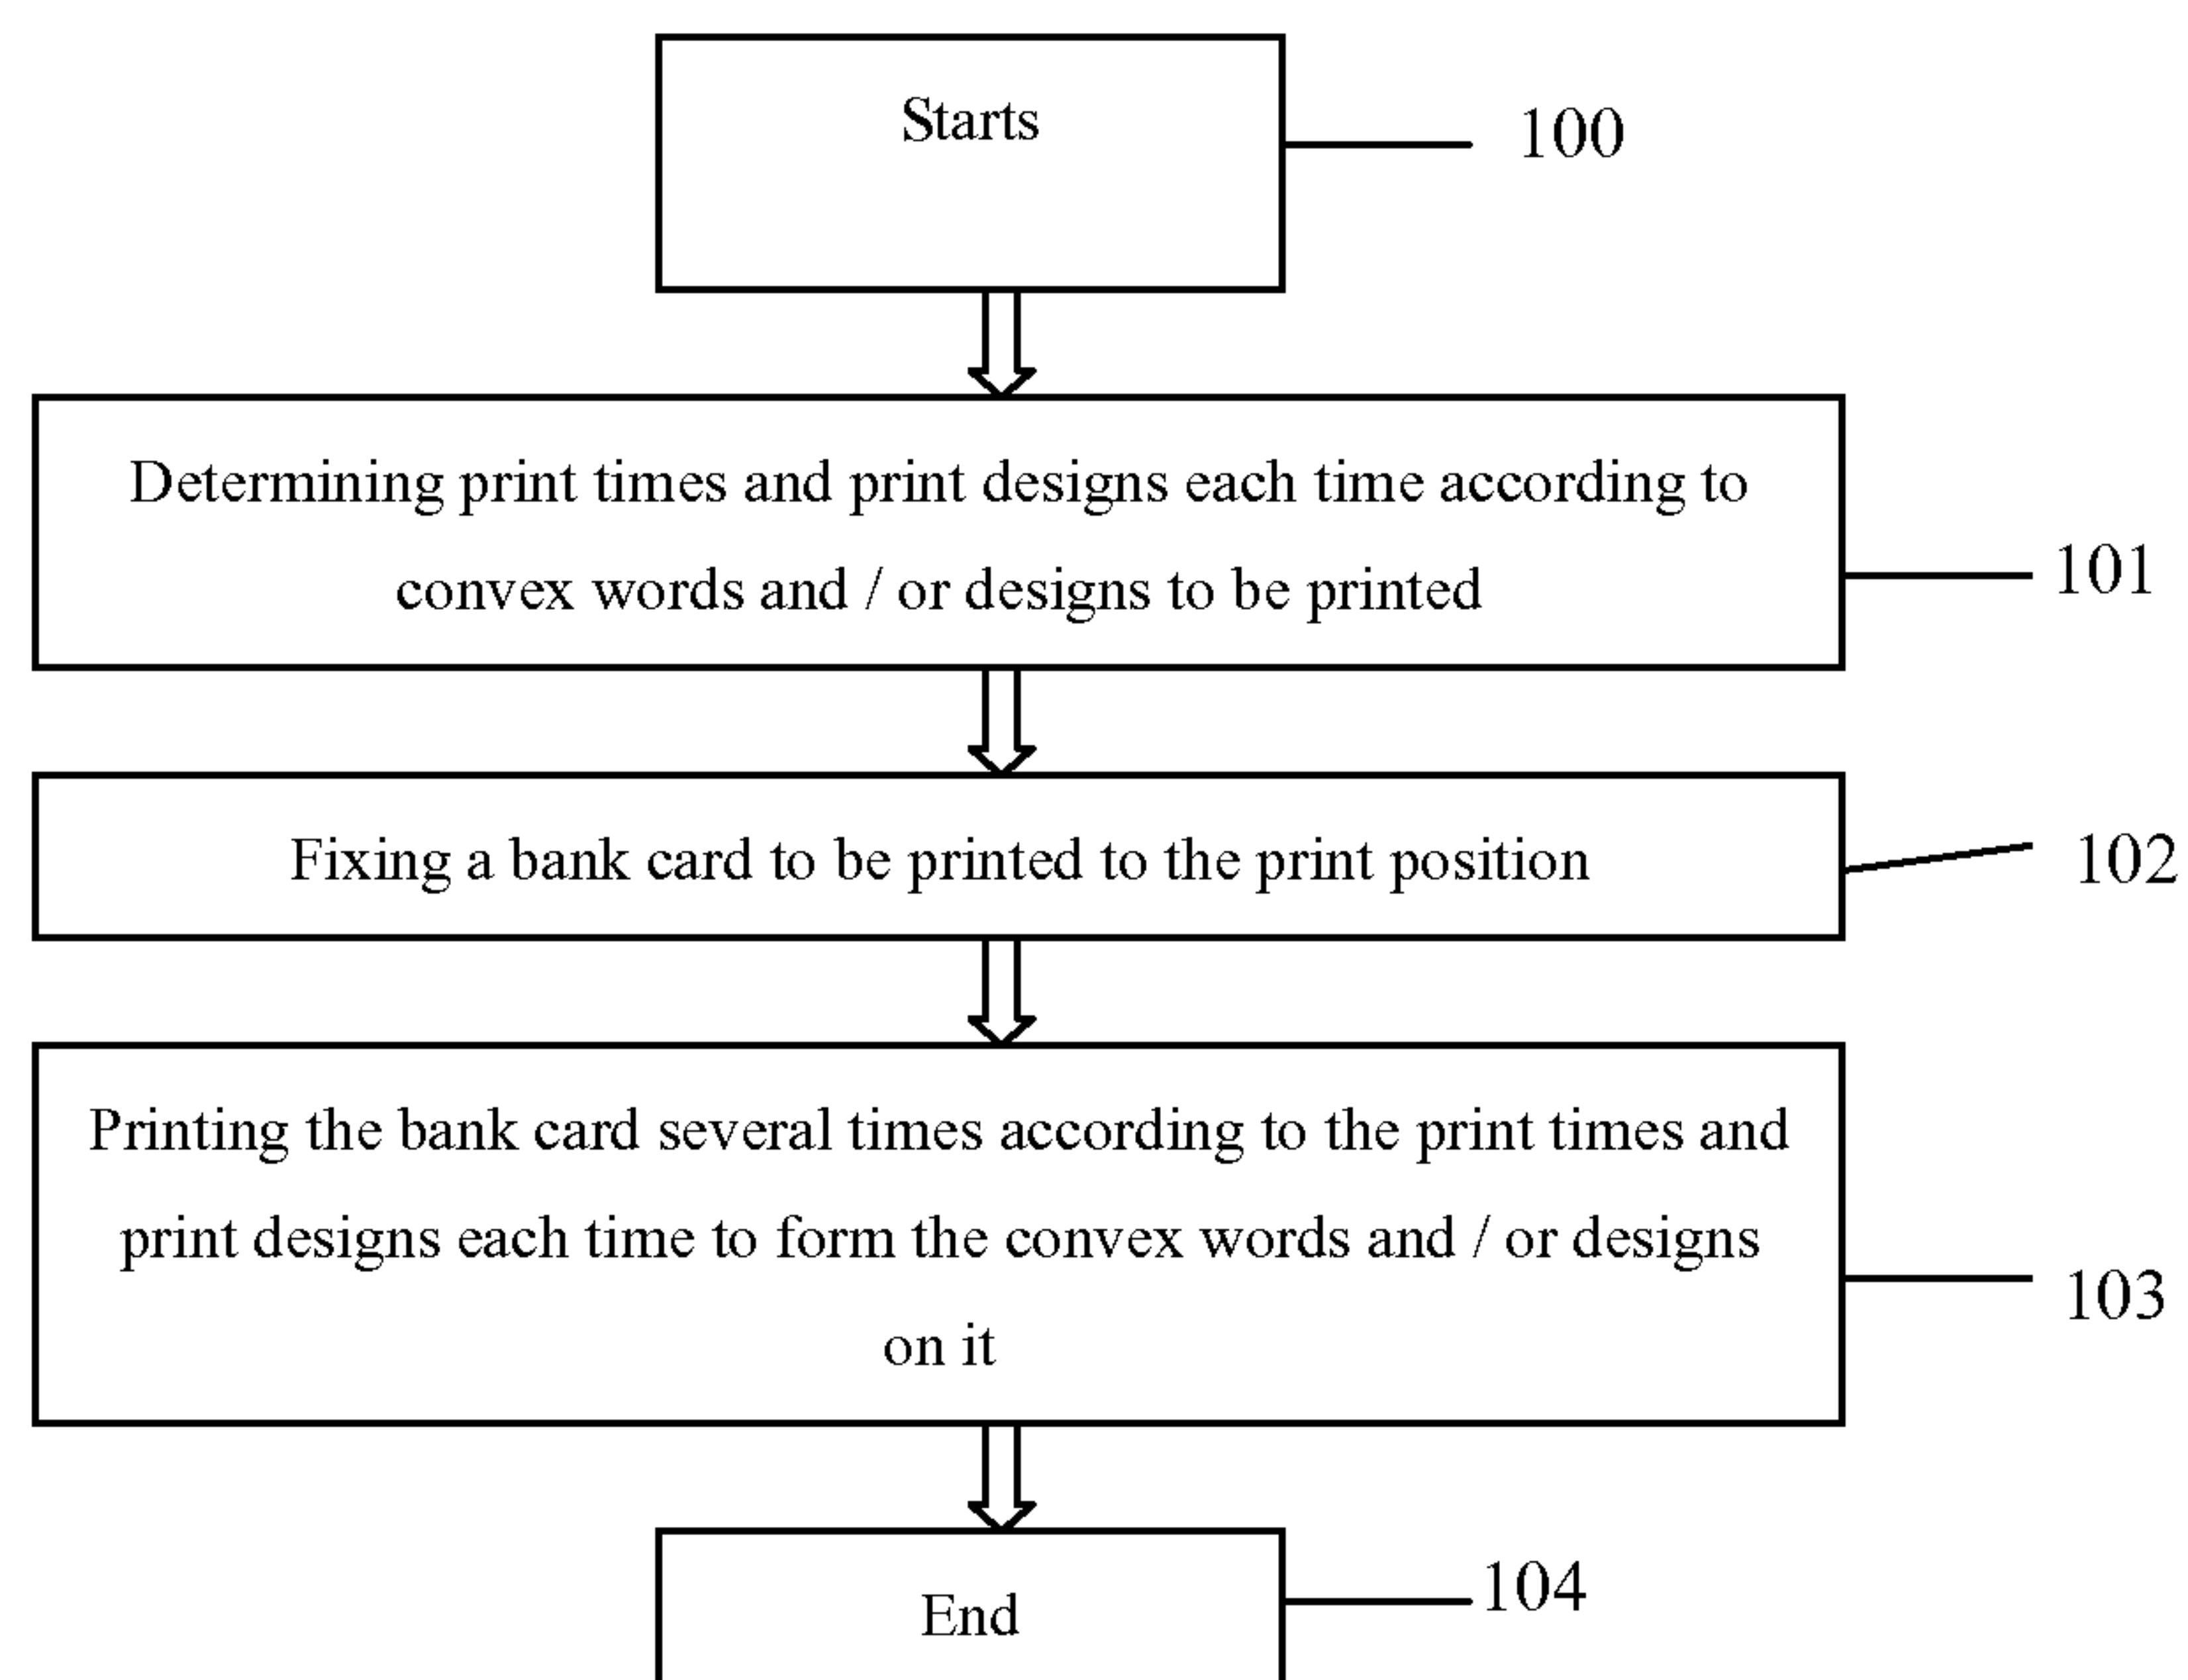 Starts
100
Determining print times and print designs each time according to
convex words and / or designs to be printed
101
Fixing a bank card to be printed to the print position
102
Printing the bank card several times according to the print times and
print designs each time to form the convex words and / or designs
on it
103
End
104